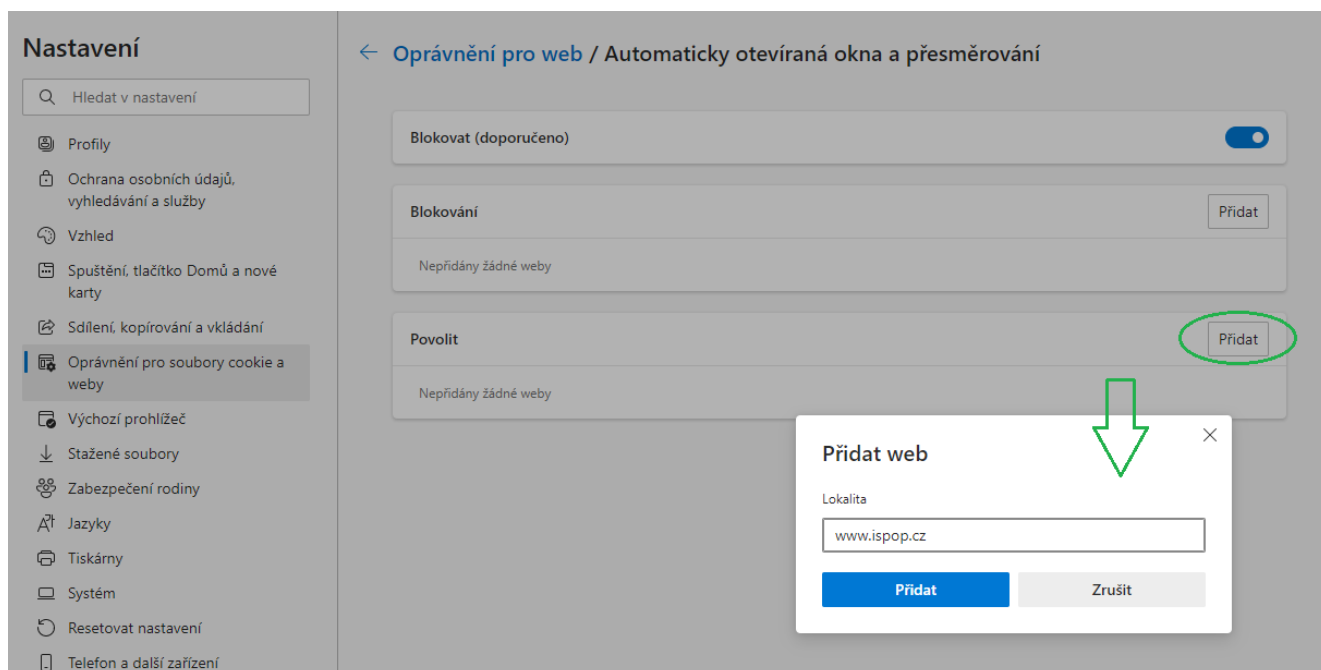 Nastavení
Hledat v nastavení
Profily
Ochrana osobních údajů,
vyhledávání a služby
Vzhled
Spuštění, tlačítko Domů a nové
karty
Sdílení, kopírování a vkládání
Oprávnění pro soubory cookie a
weby
Výchozí prohlížeč
Stažené soubory
Zabezpečení rodiny
Jazyky
Tiskárny
Systém
Resetovat nastavení
Telefon a další zařízení
Oprávnění pro web / Automaticky otevíraná okna a přesměrování
Blokovat (doporučeno)
Blokování
Přidat
Nepřidány žádné weby
Povolit
Přidat
Nepřidány žádné weby
Přidat web
Lokalita
www.ispop.cz
Přidat
Zrušit